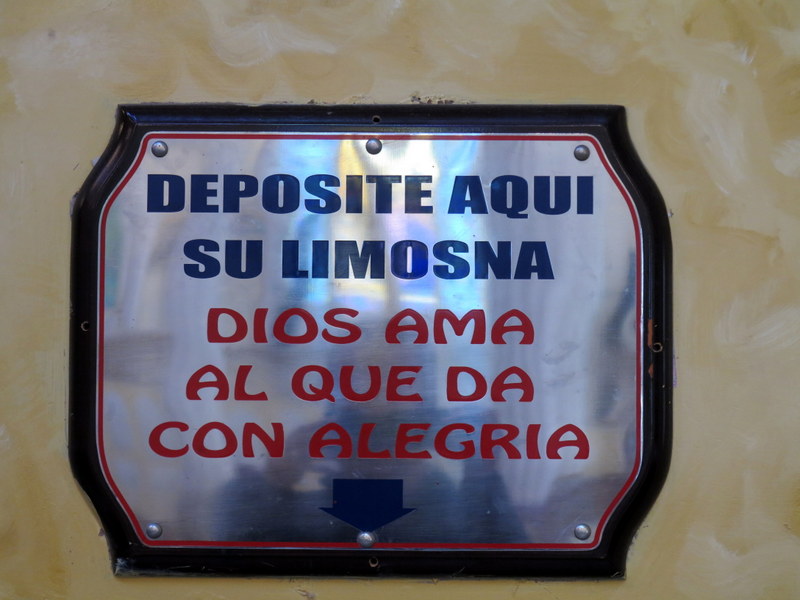 DEPOSITE AQUI
SU LIMOSNA
DIOS AMA
AL QUE DA
CON ALEGRIA